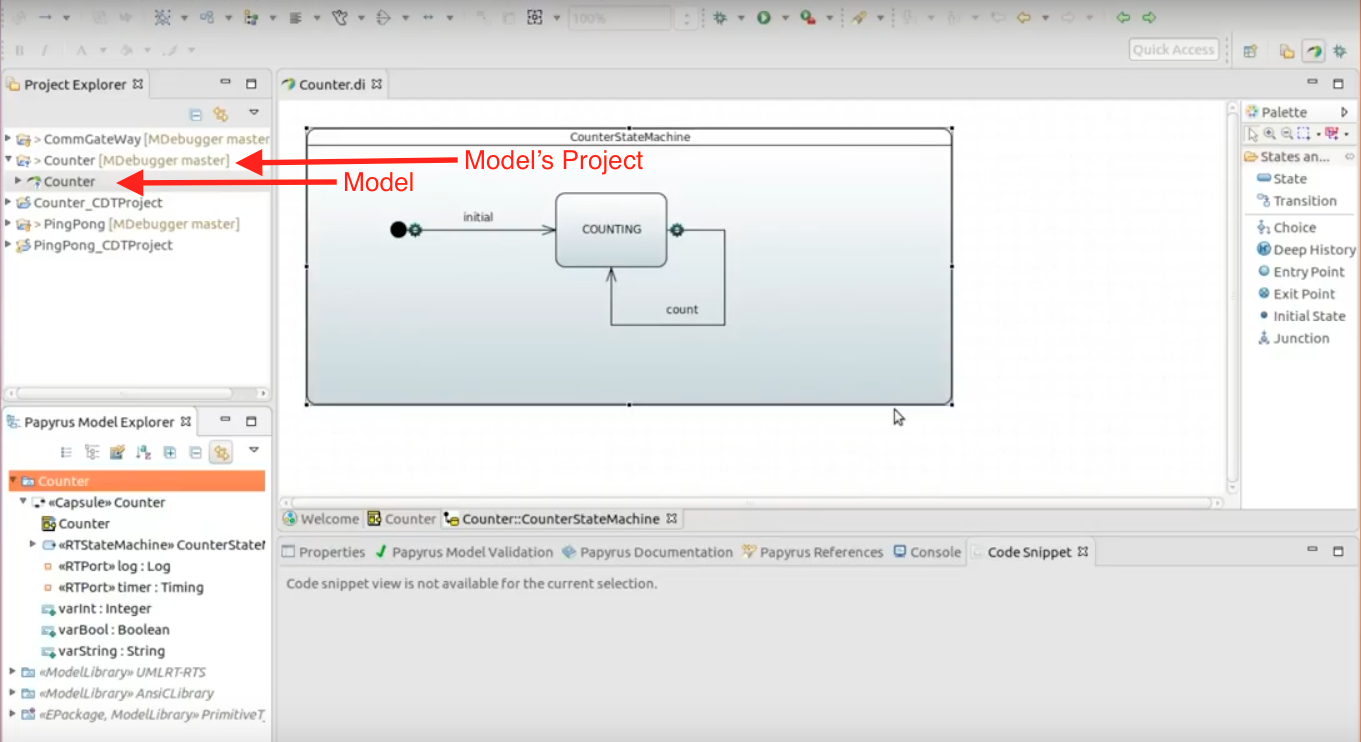 100%
B I A
Quick Access
Project Explorer
> CommGateWay [MDebugger master
> Counter [MDebugger master]
Model's Project
Counter
Model
Counter_CDTProject
> PingPong [MDebugger master]
PingPong_CDTProject
Counter.di
CounterStateMachine
initial
COUNTING
count
Palette
States an...
State
Transition
Choice
Deep History
Entry Point
Exit Point
Initial State
Junction
Papyrus Model Explorer
Counter
«Capsule» Counter
Counter
«RTStateMachine» CounterStateM
«RTPort» log : Log
«RTPort» timer : Timing
varInt : Integer
varBool : Boolean
varString : String
«ModelLibrary» UMLRT-RTS
«ModelLibrary» AnsiCLibrary
«EPackage, ModelLibrary» PrimitiveT
Welcome Counter Counter::CounterStateMachine
Properties Papyrus Model Validation Papyrus Documentation Papyrus References Console Code Snippet
Code snippet view is not available for the current selection.